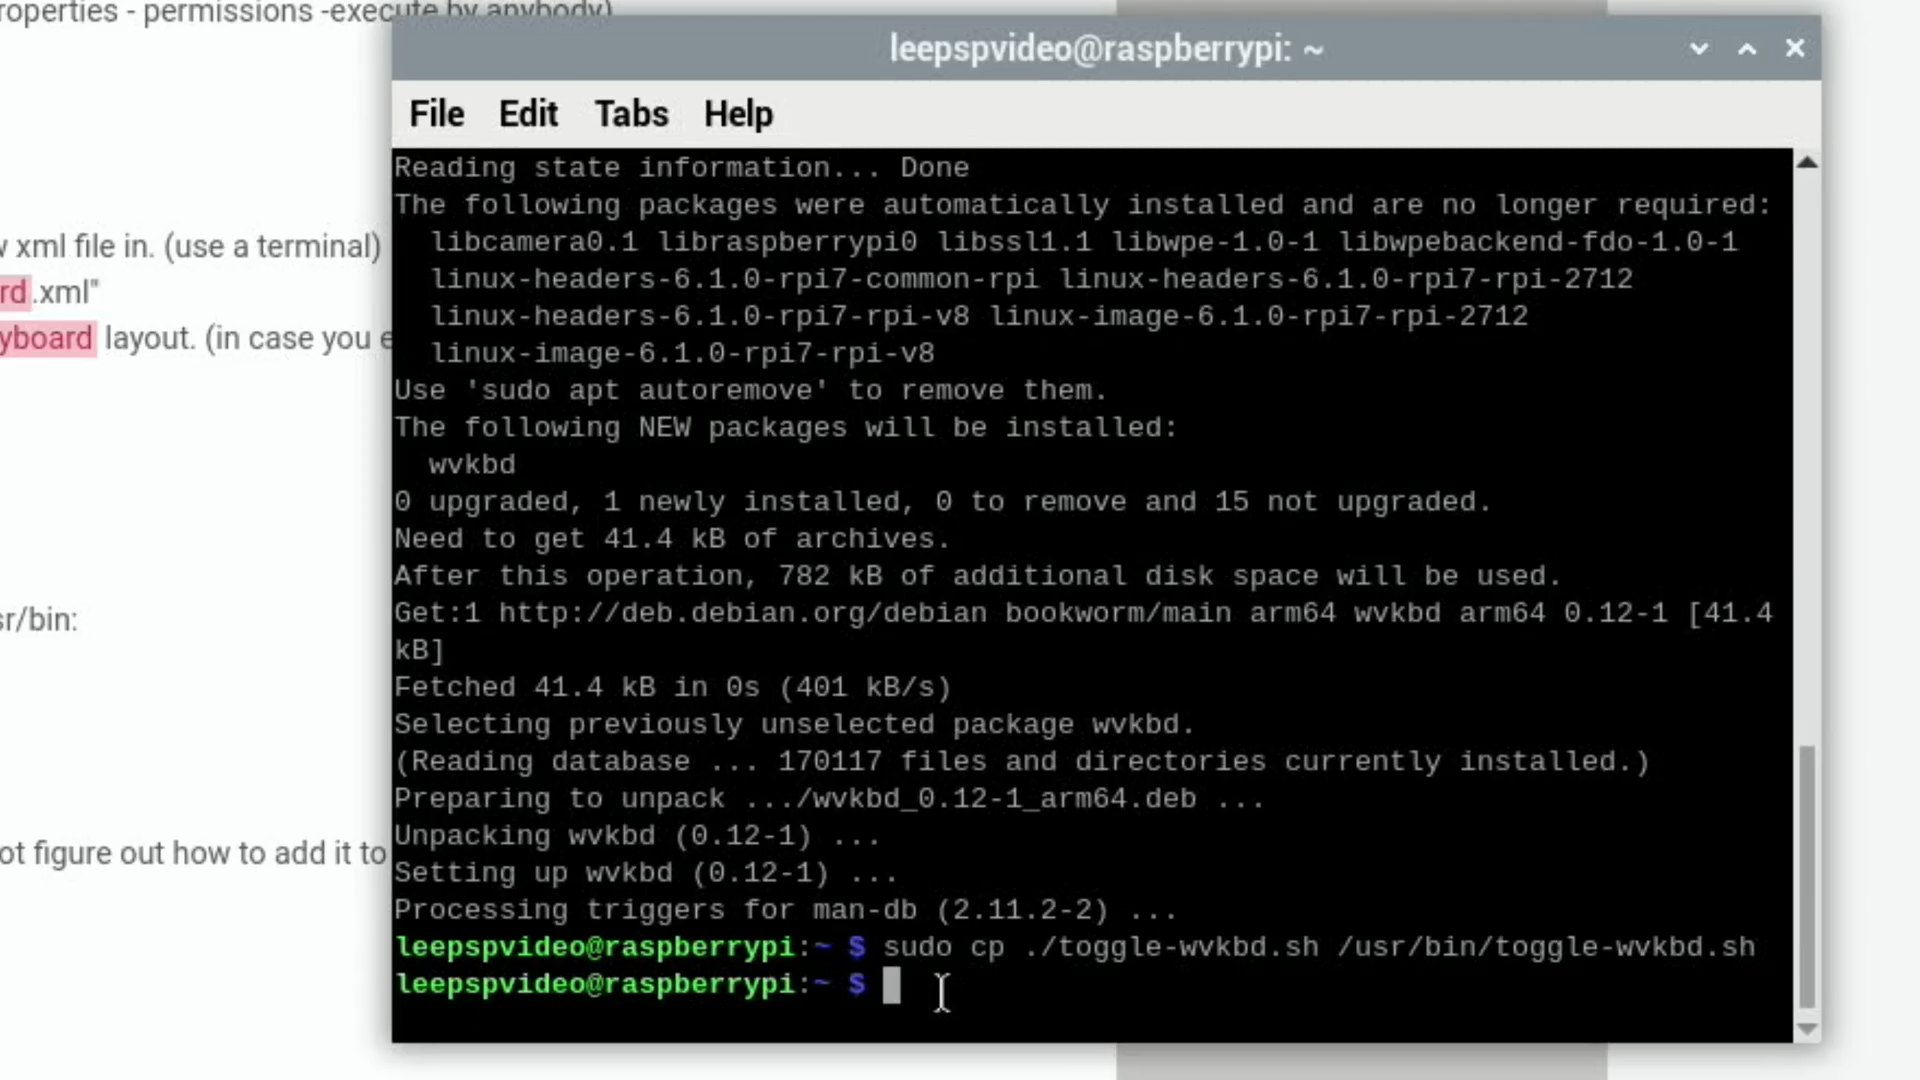 roperties - permissions -execute by anybody)
leepspvideo@raspberrypi: ~
File Edit Tabs Help
Reading state information... Done
The following packages were automatically installed and are no longer required:
libcamera0.1 libraspberrypi0 libssl1.1 libwpe-1.0-1 libwpebackend-fdo-1.0-1
linux-headers-6.1.0-rpi7-common-rpi linux-headers-6.1.0-rpi7-rpi-2712
linux-headers-6.1.0-rpi7-rpi-v8 linux-image-6.1.0-rpi7-rpi-2712
linux-image-6.1.0-rpi7-rpi-v8
Use 'sudo apt autoremove' to remove them.
The following NEW packages will be installed:
wvkbd
0 upgraded, 1 newly installed, 0 to remove and 15 not upgraded.
Need to get 41.4 kB of archives.
After this operation, 782 kB of additional disk space will be used.
Get:1 http://deb.debian.org/debian bookworm/main arm64 wvkbd arm64 0.12-1 [41.4
kB]
Fetched 41.4 kB in 0s (401 kB/s)
Selecting previously unselected package wvkbd.
(Reading database ... 170117 files and directories currently installed.)
Preparing to unpack .../wvkbd_0.12-1_arm64.deb ...
Unpacking wvkbd (0.12-1) ...
Setting up wvkbd (0.12-1) ...
Processing triggers for man-db (2.11.2-2) ...
leepspvideo@raspberrypi:~ $ sudo cp ./toggle-wvkbd.sh /usr/bin/toggle-wvkbd.sh
leepspvideo@raspberrypi:~ $
w xml file in. (use a terminal)
rd.xml"
yboard layout. (in case you e
sr/bin:
ot figure out how to add it to